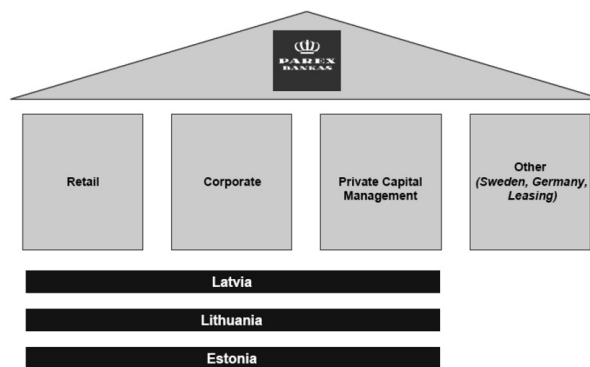 PAREX
BANKAS
Retail
Corporate
Private Capital
Management
Other
(Sweden, Germany,
Leasing)
Latvia
Lithuania
Estonia